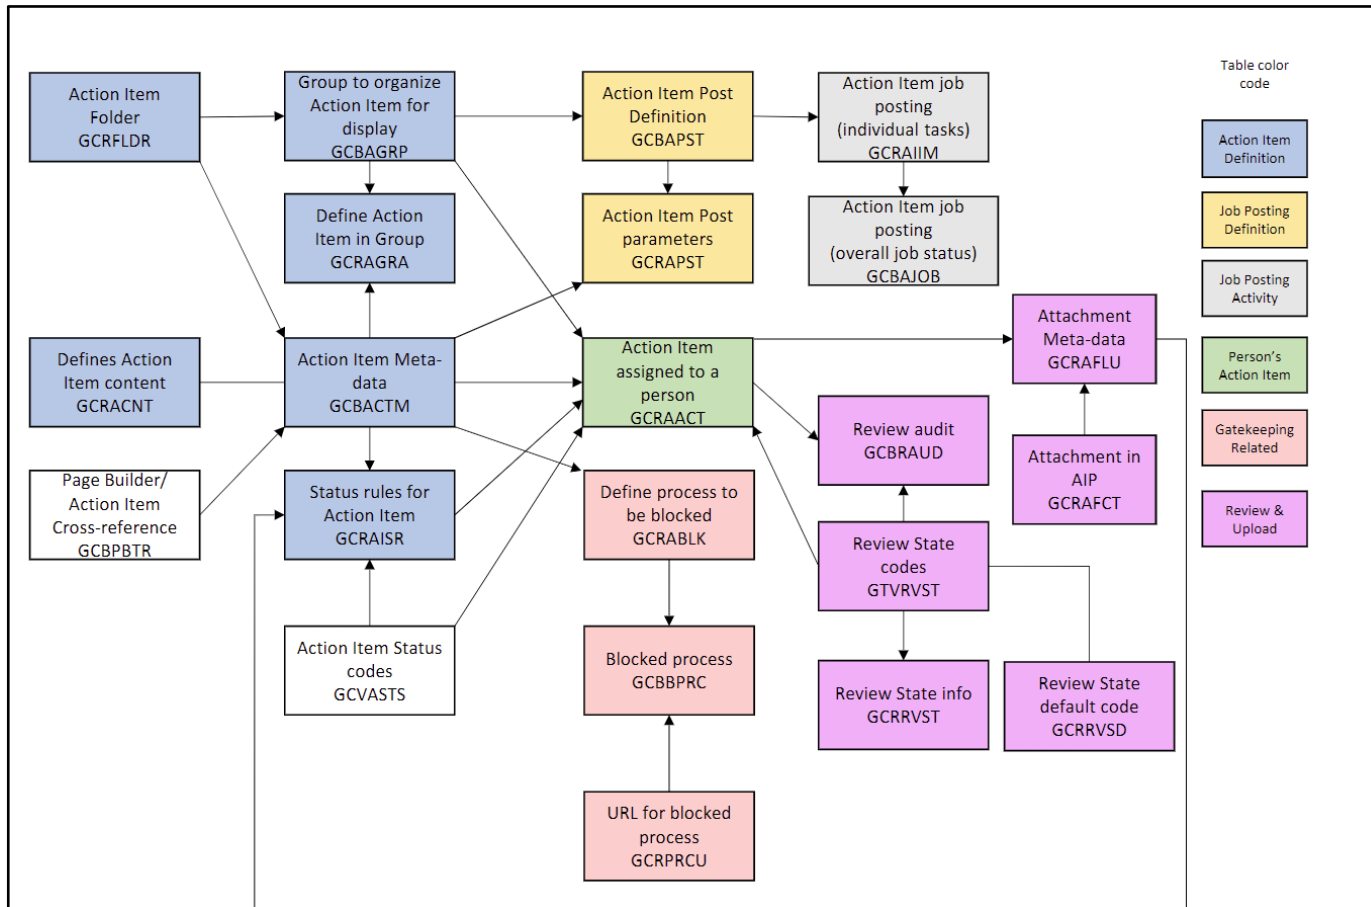 Action Item
Folder
GCRFLDR
Group to organize
Action Item for
display
GCBAGRP
Action Item Post
Definition
GCBAPST
Action Item job
posting
(individual tasks)
GCRAIIM
Table color
code
Action Item
Definition
Define Action
Item in Group
GCRAGRA
Action Item Post
parameters
GCRAPST
Action Item job
posting
(overall job status)
GCBAJOB
Job Posting
Definition
Job Posting
Activity
Defines Action
Item content
GCRACNT
Action Item Meta-
data
GCBACTM
Action Item
assigned to a
person
GCRAACT
Attachment
Meta-data
GCRAFLU
Person's
Action Item
Review audit
GCBRAUD
Attachment in
AIP
GCRAFCT
Gatekeeping
Related
Page Builder/
Action Item
Cross-reference
GCBPBTR
Status rules for
Action Item
GCRAISR
Define process to
be blocked
GCRABLK
Review State
codes
GTVRVST
Review &
Upload
Action Item Status
codes
GCVASTS
Blocked process
GCBBPRC
Review State info
GCRRVST
Review State
default code
GCRRVSD
URL for blocked
process
GCRPRCU